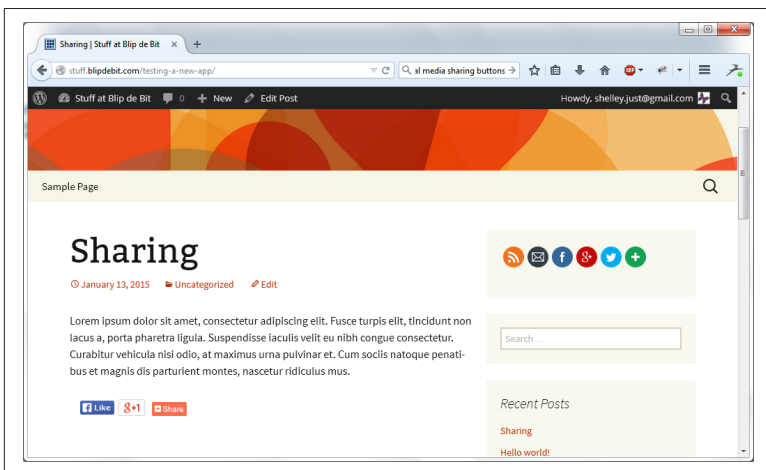 Sharing | Stuff at Blip de Bit
stuff.blipdebit.com/testing-a-new-app/
al media sharing buttons
Stuff at Blip de Bit 0 + New Edit Post Howdy, shelley.just@gmail.com
Sample Page
Sharing
January 13, 2015 Uncategorized Edit
Lorem ipsum dolor sit amet, consectetur adipiscing elit. Fusce turpis elit, tincidunt non
lacus a, porta pharetra ligula. Suspendisse iaculis velit eu nibh congue consectetur.
Curabitur vehicula nisi odio, at maximus urna pulvinar et. Cum sociis natoque penati-
bus et magnis dis parturient montes, nascetur ridiculus mus.
Like g+1 Share
Search ...
Recent Posts
Sharing
Hello world!